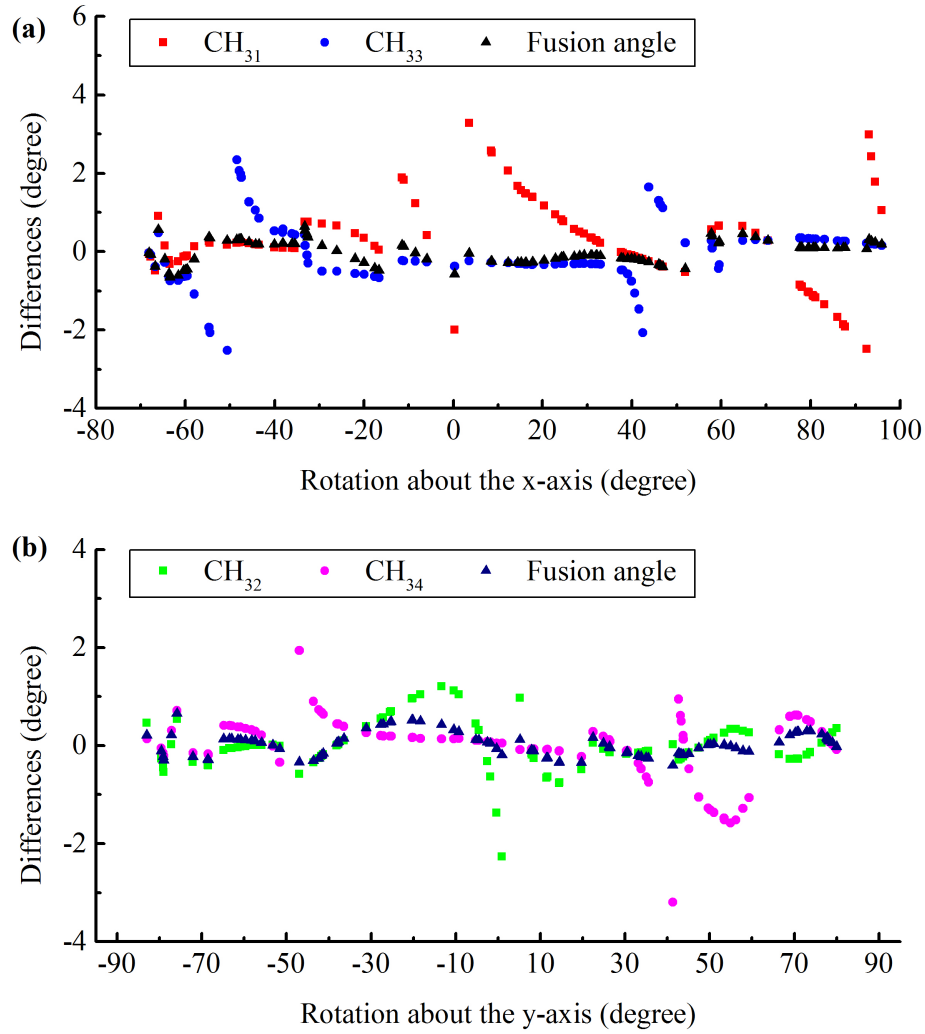 (a)
CH31 CH33 Fusion angle
6
4
2
0
-2
-4
Differences (degree)
-80 -60 -40 -20 0 20 40 60 80 100
Rotation about the x-axis (degree)
(b)
CH32 CH34 Fusion angle
4
2
0
-2
-4
Differences (degree)
-90 -70 -50 -30 -10 10 30 50 70 90
Rotation about the y-axis (degree)